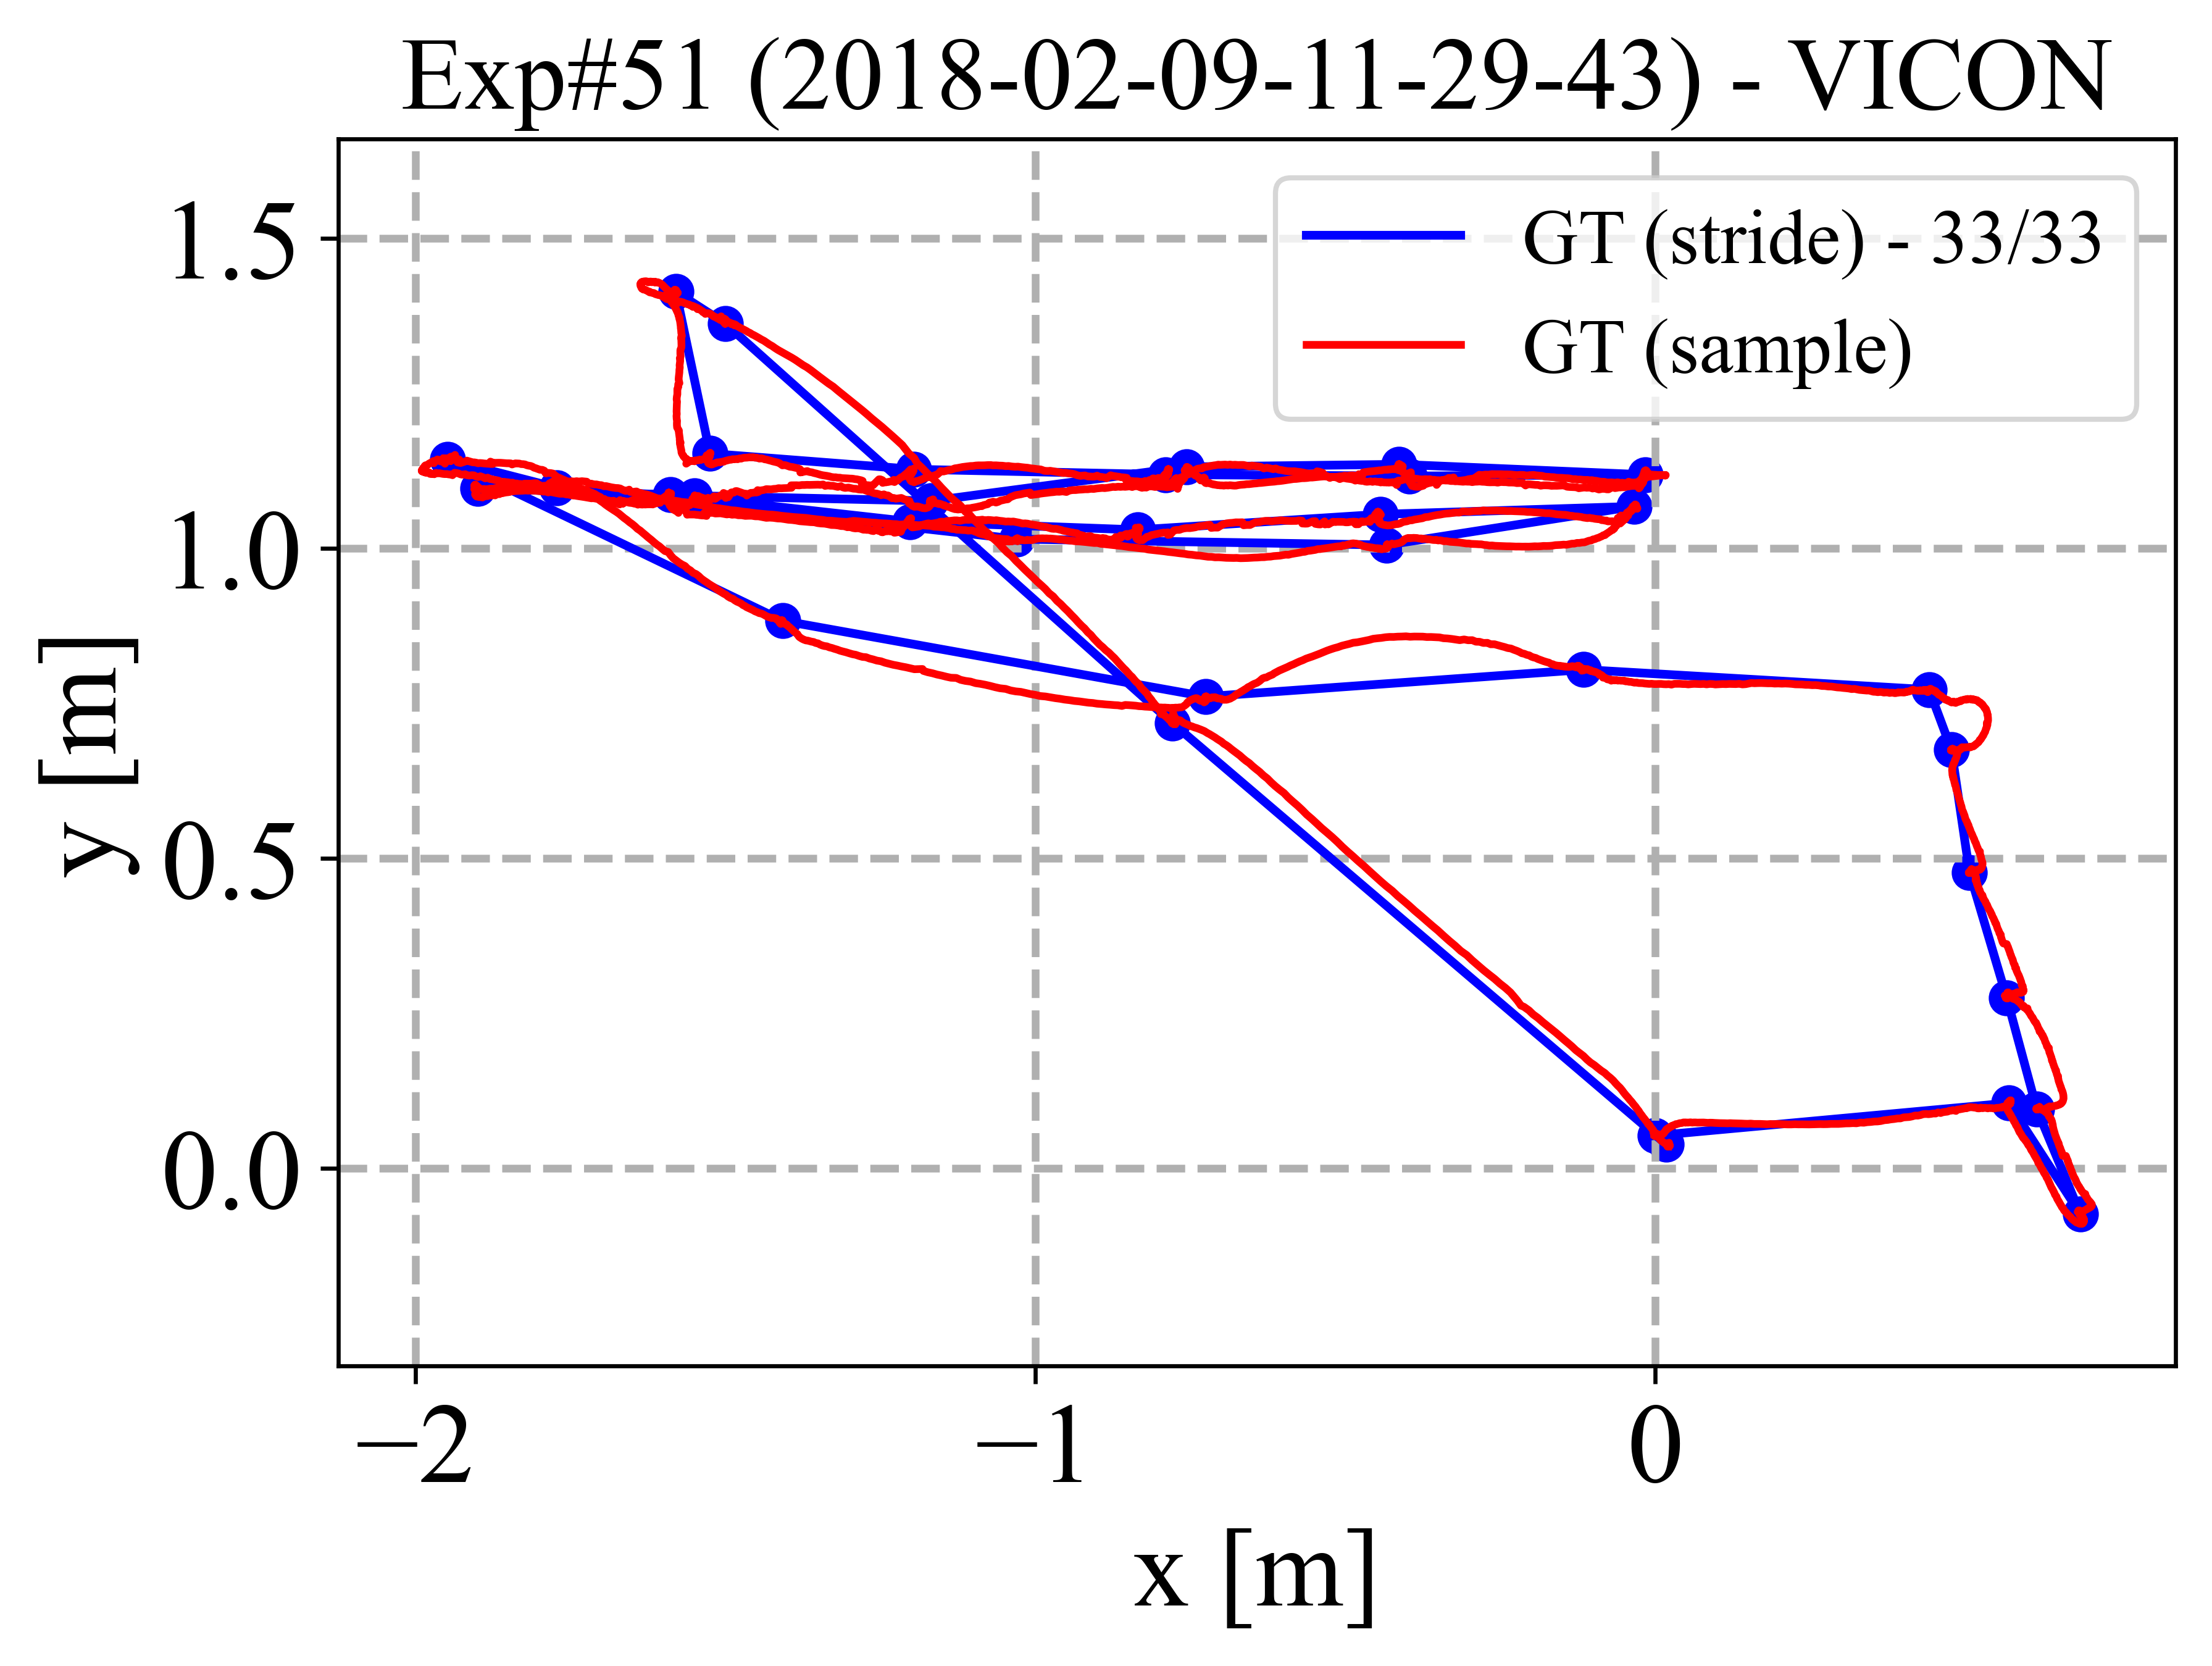 Exp#51 (2018-02-09-11-29-43) - VICON
GT (stride) - 33/33
GT (sample)
1.5
1.0
0.5
0.0
y [m]
−2
−1
0
x [m]